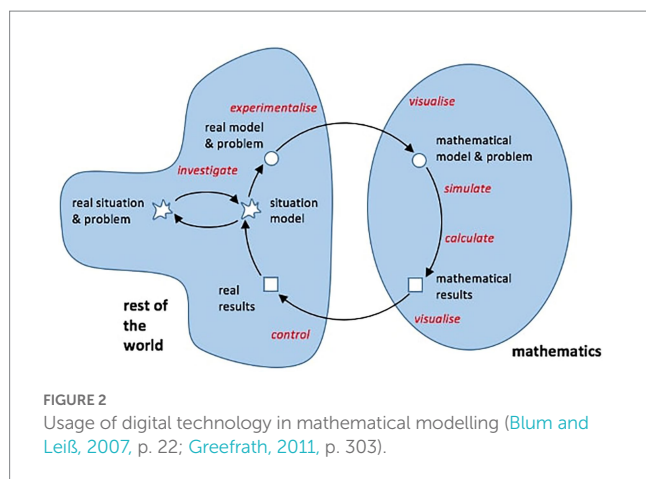 experimentalise
visualise
real model
& problem
mathematical
model & problem
investigate
simulate
real situation
& problem
situation
model
calculate
real
results
mathematical
results
rest of
the
world
control
visualise
mathematics
FIGURE 2
Usage of digital technology in mathematical modelling (Blum and
Leiß, 2007, p. 22; Greefrath, 2011, p. 303).